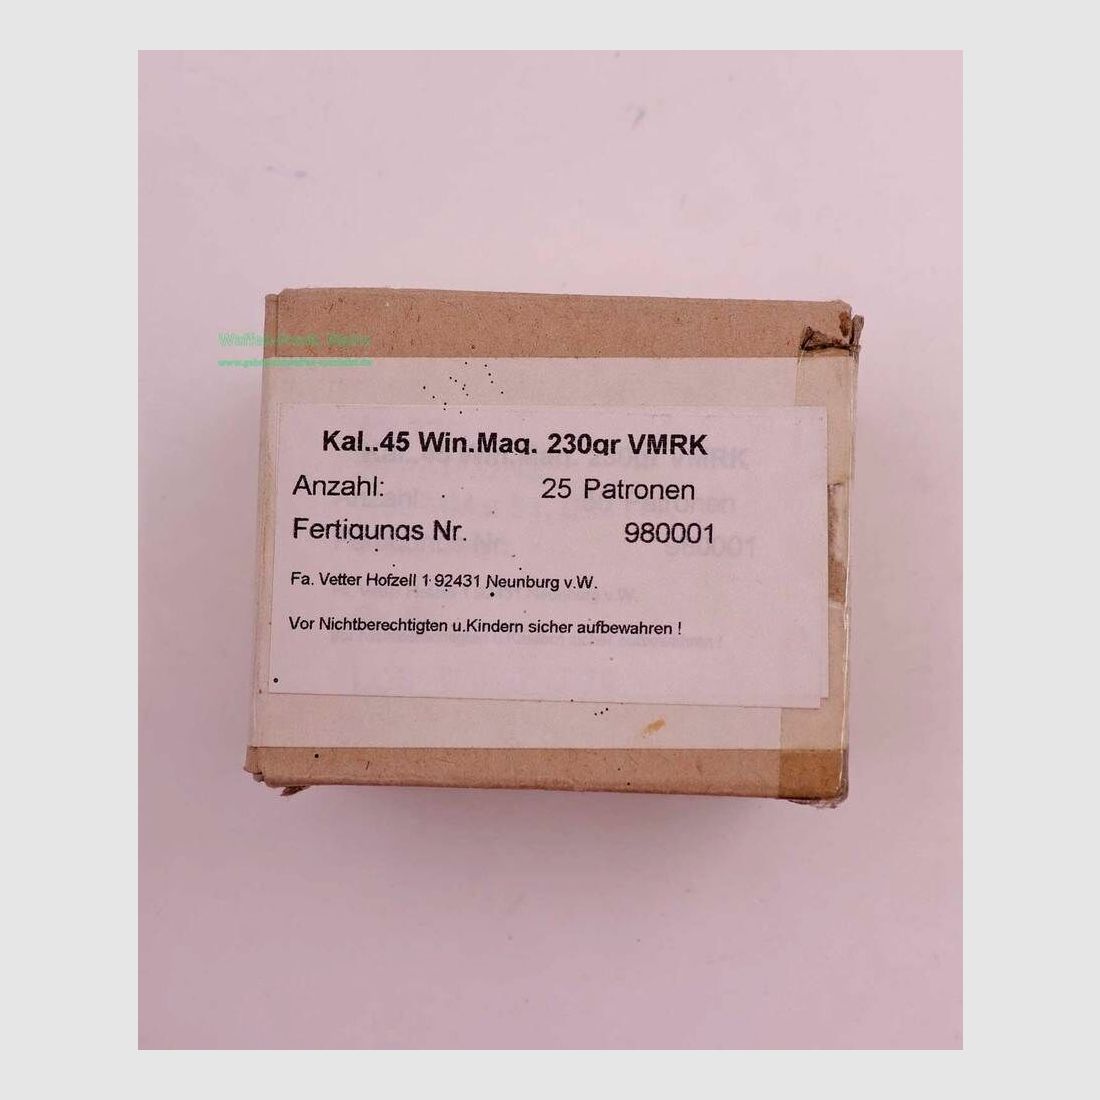 Kal..45 Win.Mag. 230gr VMRK
Anzahl: 25 Patronen
Fertigungs Nr. 980001
Fa. Vetter Hofzell 1 92431 Neunburg v.W.
Vor Nichtberechtigten u.Kindern sicher aufbewahren !